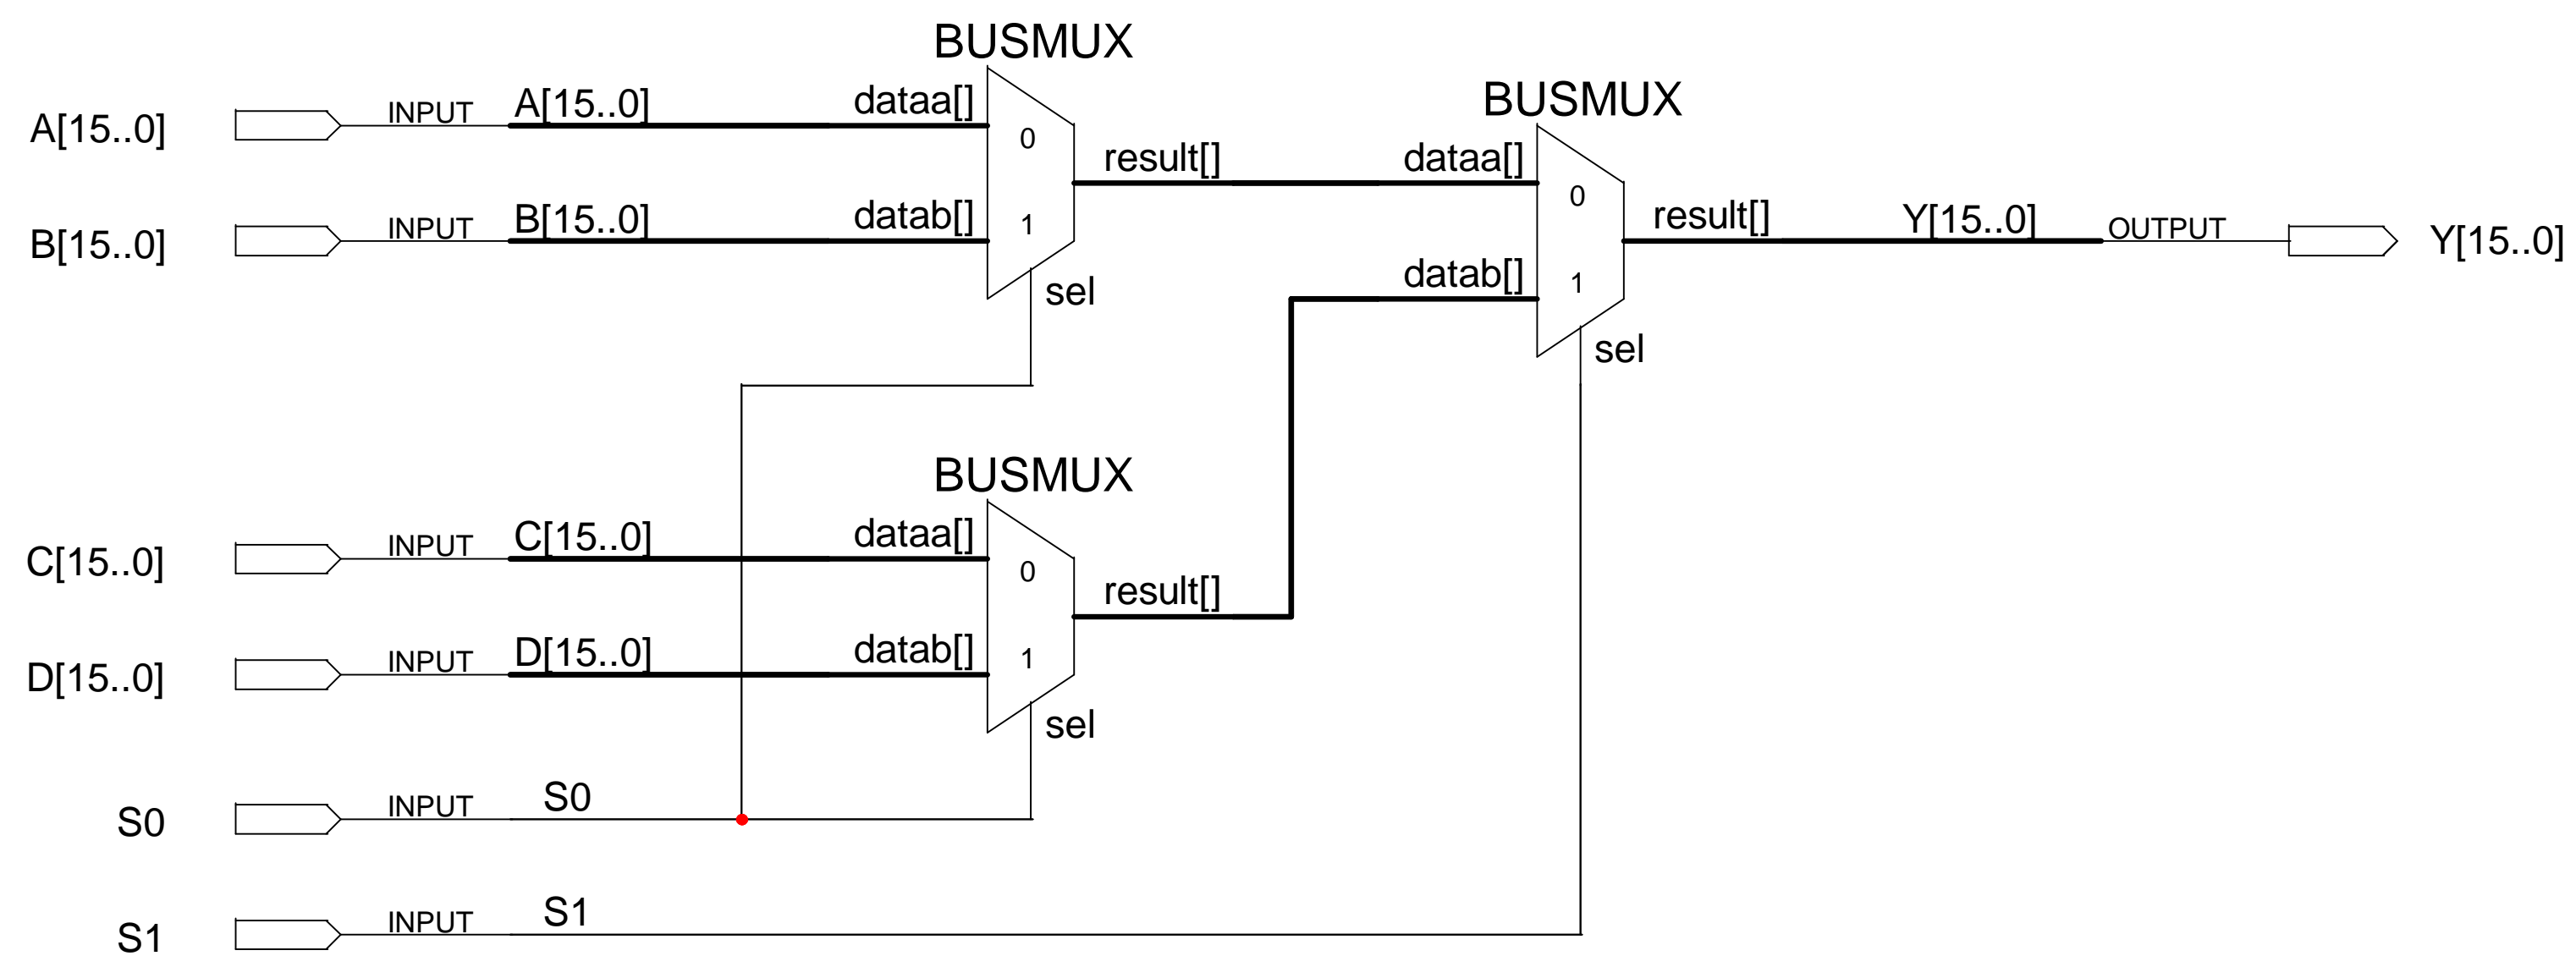 BUSMUX
BUSMUX
A[15..0] INPUT A[15..0] dataa[] 0
result[] dataa[] 0
B[15..0] INPUT B[15..0] datab[] 1
result[] Y[15..0] OUTPUT Y[15..0]
datab[] 1
sel
sel
BUSMUX
C[15..0] INPUT C[15..0] dataa[] 0
result[]
D[15..0] INPUT D[15..0] datab[] 1
sel
S0 INPUT S0
S1 INPUT S1